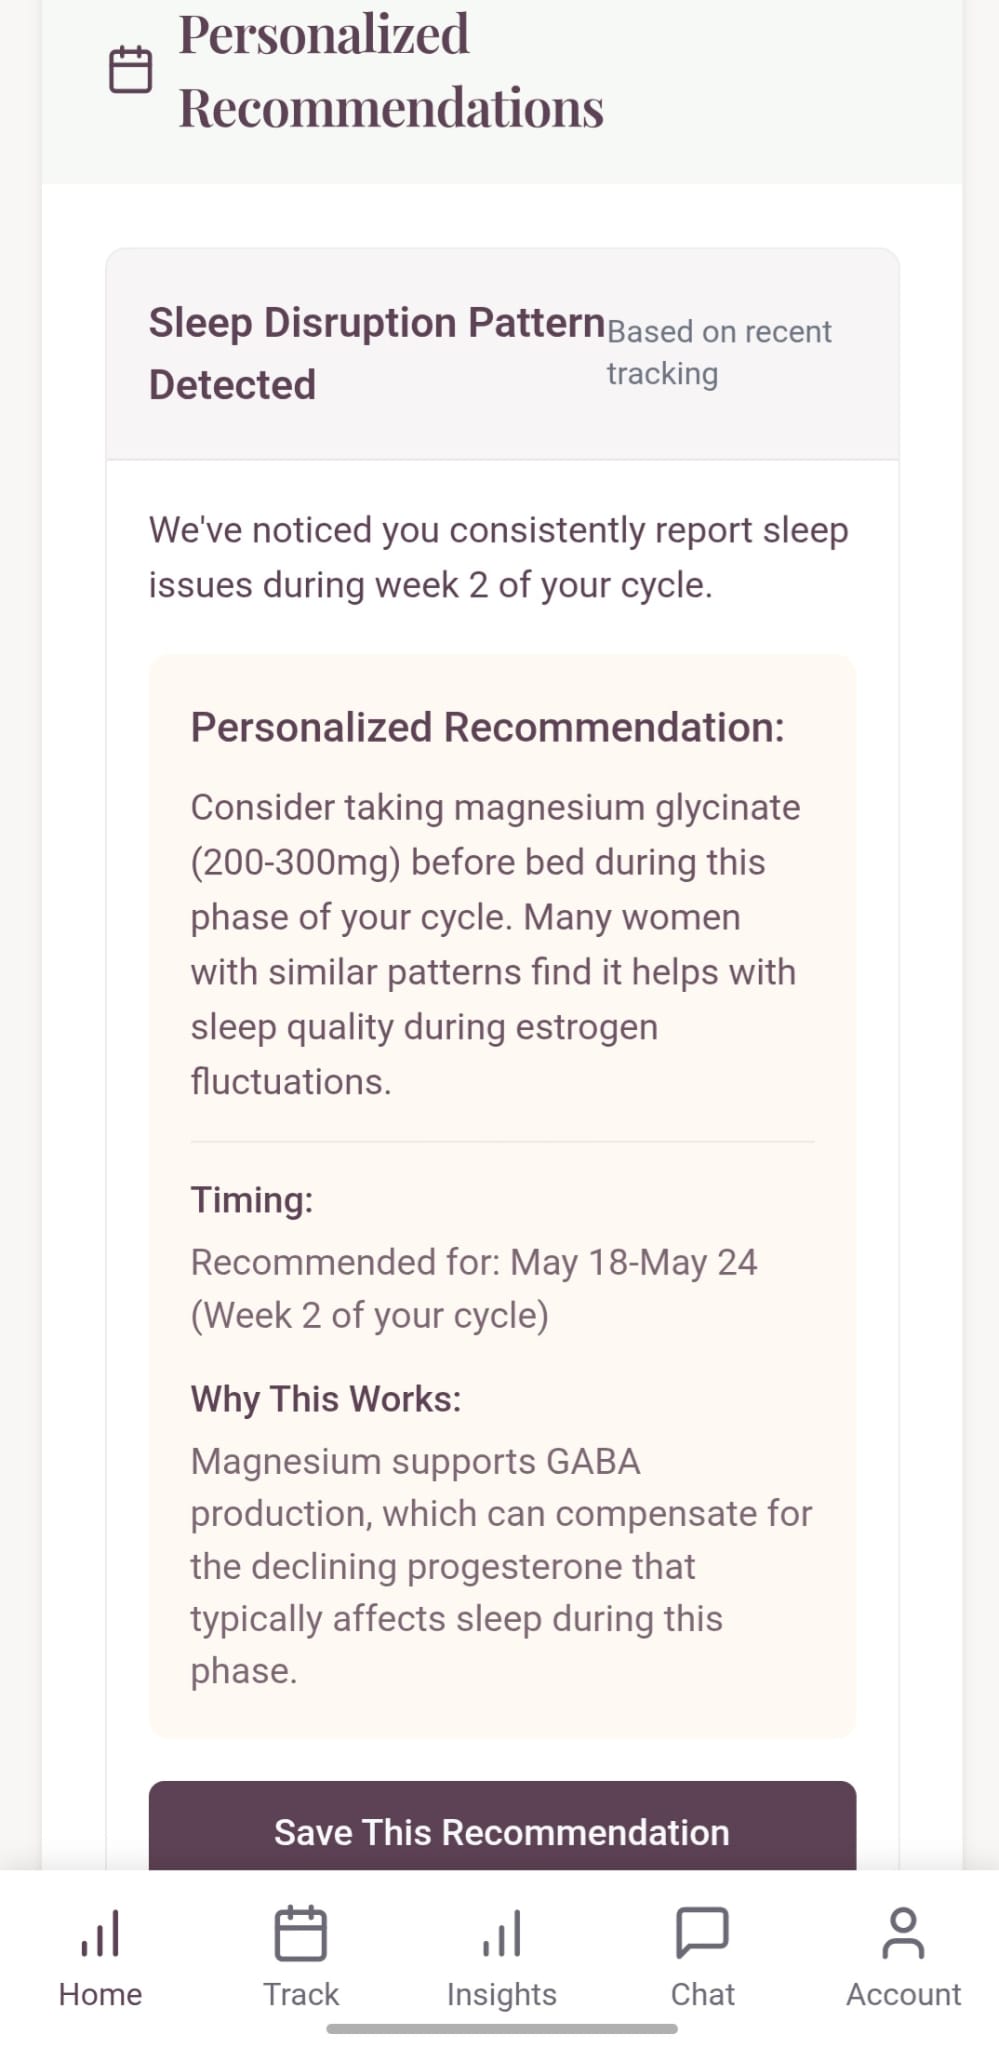 Personalized
Recommendations
Sleep Disruption Pattern
Detected
Based on recent
tracking
We've noticed you consistently report sleep
issues during week 2 of your cycle.
Personalized Recommendation:
Consider taking magnesium glycinate
(200-300mg) before bed during this
phase of your cycle. Many women
with similar patterns find it helps with
sleep quality during estrogen
fluctuations.
Timing:
Recommended for: May 18-May 24
(Week 2 of your cycle)
Why This Works:
Magnesium supports GABA
production, which can compensate for
the declining progesterone that
typically affects sleep during this
phase.
Save This Recommendation
Home
Track
Insights
Chat
Account